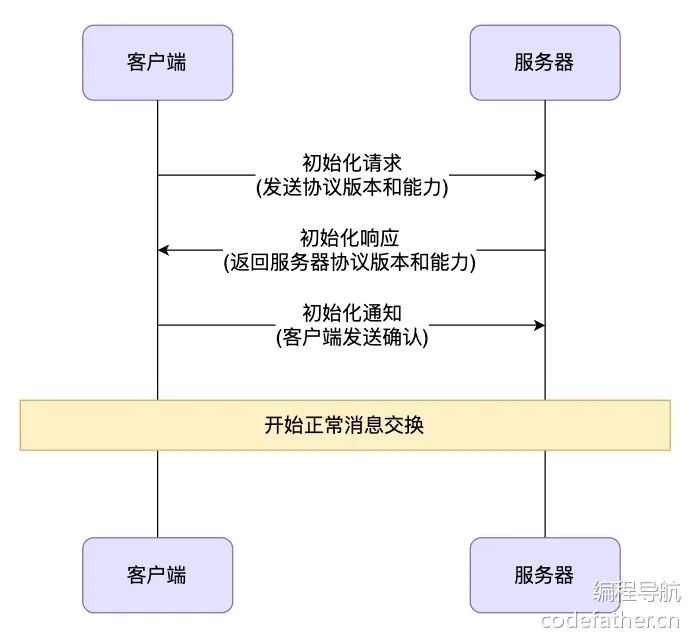 客户端
服务器
初始化请求
(发送协议版本和能力)
初始化响应
(返回服务器协议版本和能力)
初始化通知
(客户端发送确认)
开始正常消息交换
客户端
服务器
编程导航
codefather.cn